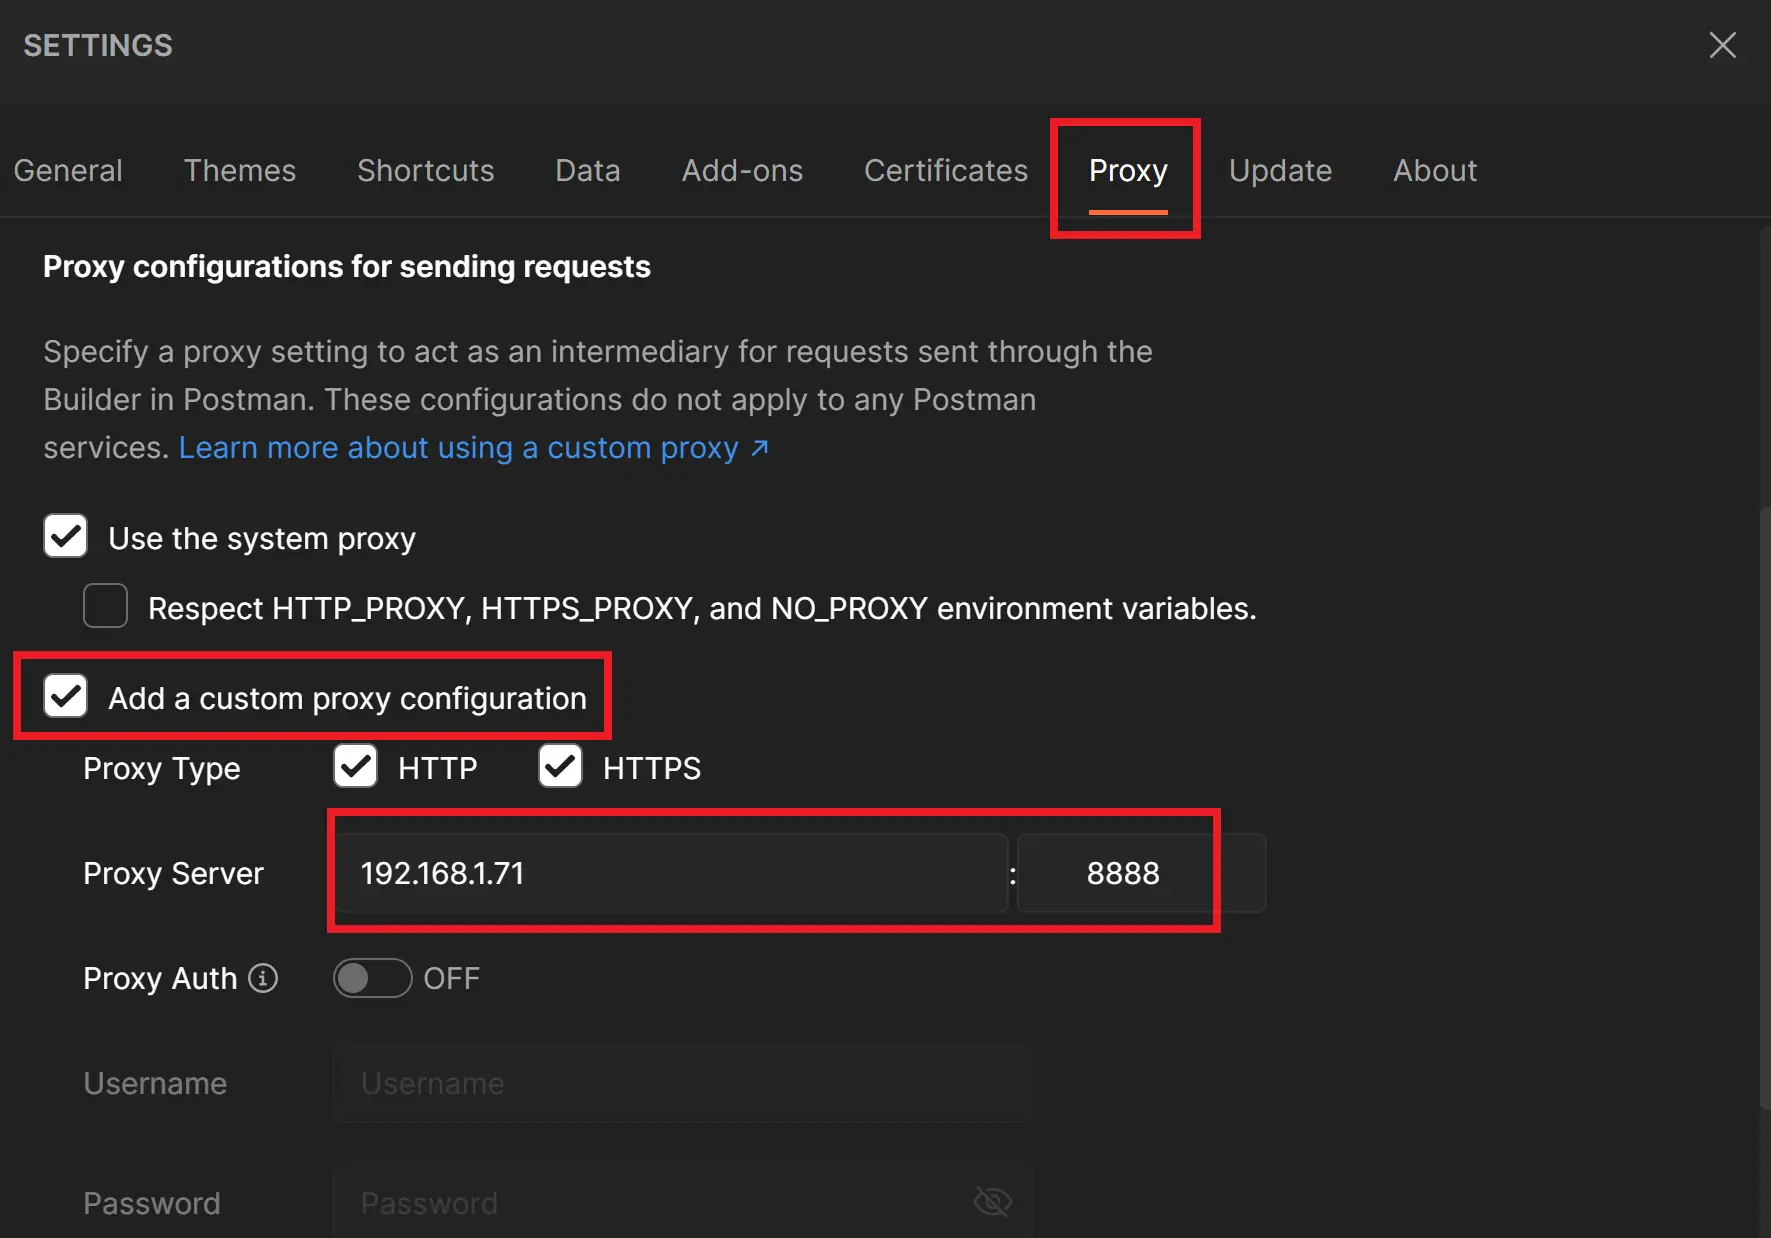 SETTINGS
General Themes Shortcuts Data Add-ons Certificates Proxy Update About
Proxy configurations for sending requests
Specify a proxy setting to act as an intermediary for requests sent through the
Builder in Postman. These configurations do not apply to any Postman
services. Learn more about using a custom proxy ↗
Use the system proxy
Respect HTTP_PROXY, HTTPS_PROXY, and NO_PROXY environment variables.
Add a custom proxy configuration
Proxy Type HTTP HTTPS
Proxy Server 192.168.1.71 : 8888
Proxy Auth OFF
Username Username
Password Password